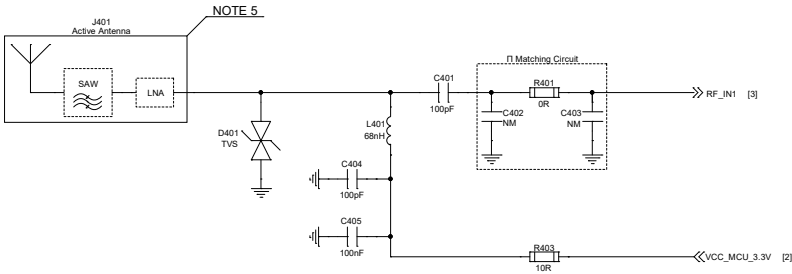 NOTE 5
J401
Active Antenna
SAW
LNA
D401
TVS
L401
68nH
C401
100pF
Π Matching Circuit
R401
0R
C402
NM
C403
NM
RF_IN1 [3]
C404
100pF
C405
100nF
R403
10R
VCC_MCU_3.3V [2]